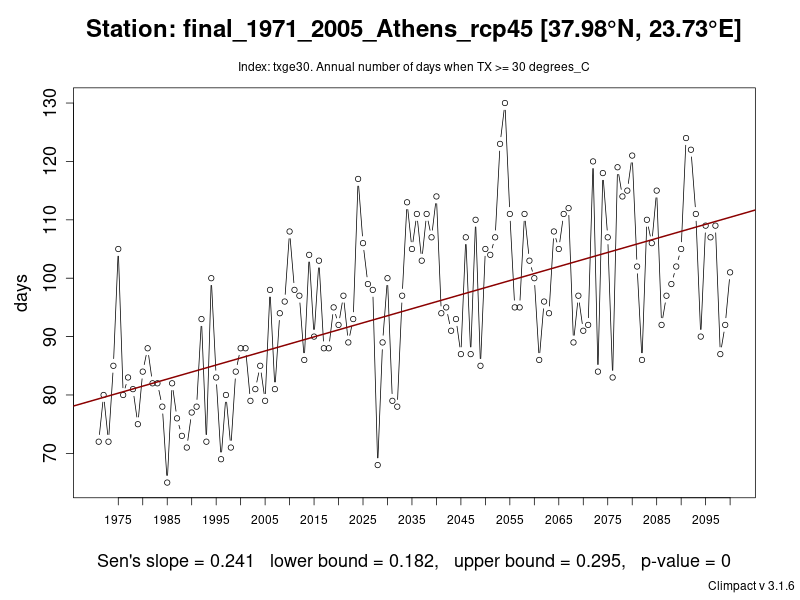 Station: final_1971_2005_Athens_rcp45 [37.98°N, 23.73°E]
Index: txge30. Annual number of days when TX >= 30 degrees_C
130
120
110
100
90
80
70
days
1975 1985 1995 2005 2015 2025 2035 2045 2055 2065 2075 2085 2095
Sen's slope = 0.241 lower bound = 0.182, upper bound = 0.295, p-value = 0
Climpact v 3.1.6